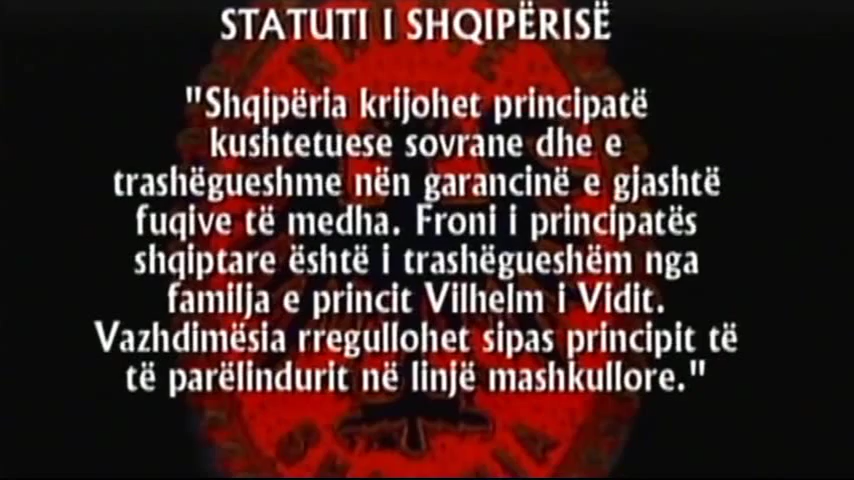 STATUTI I SHQIPËRISË
"Shqipëria krijohet principatë
kushtetuese sovrane dhe e
trashëgueshme nën garancinë e gjashtë
fuqive të medha. Froni i principatës
shqiptare është i trashëgueshëm nga
familja e princit Vilhelm i Vidit.
Vazhdimësia rregullohet sipas principit të
të parëlindurit në linjë mashkullore."